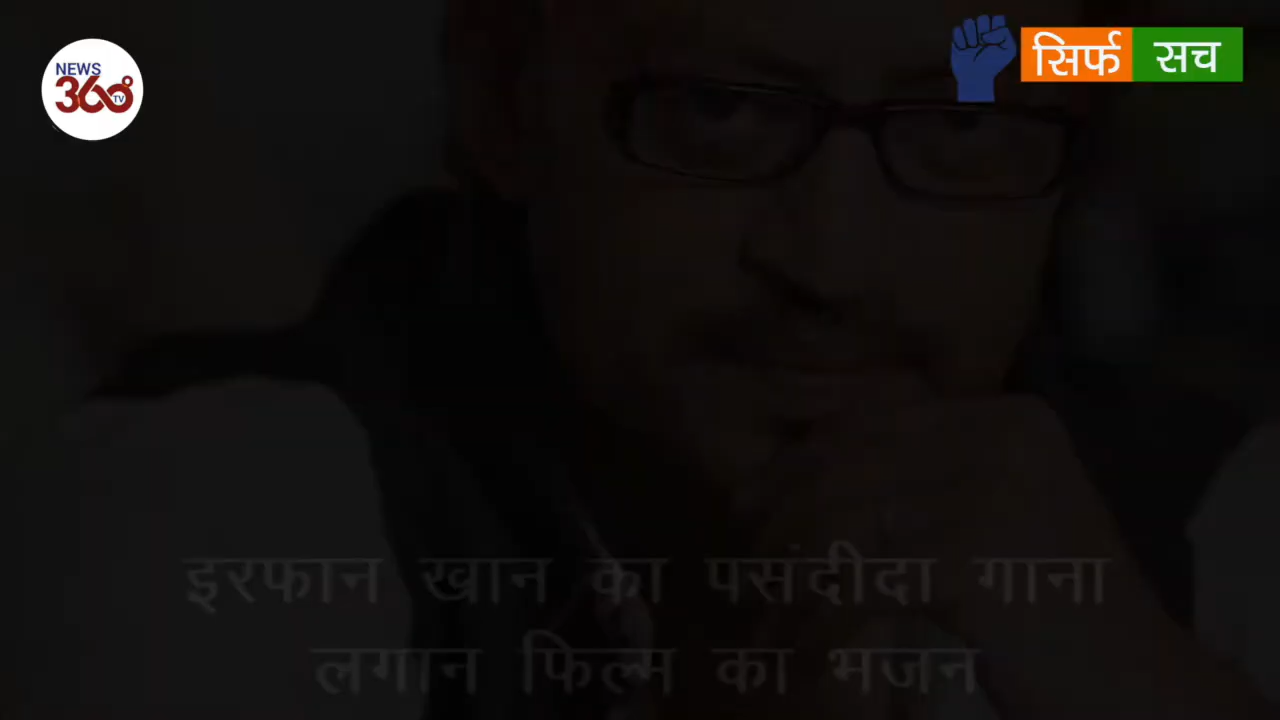 NEWS
360°
TV
सिर्फ सच
इरफान खान का पसंदीदा गाना
लगान फिल्म का भजन